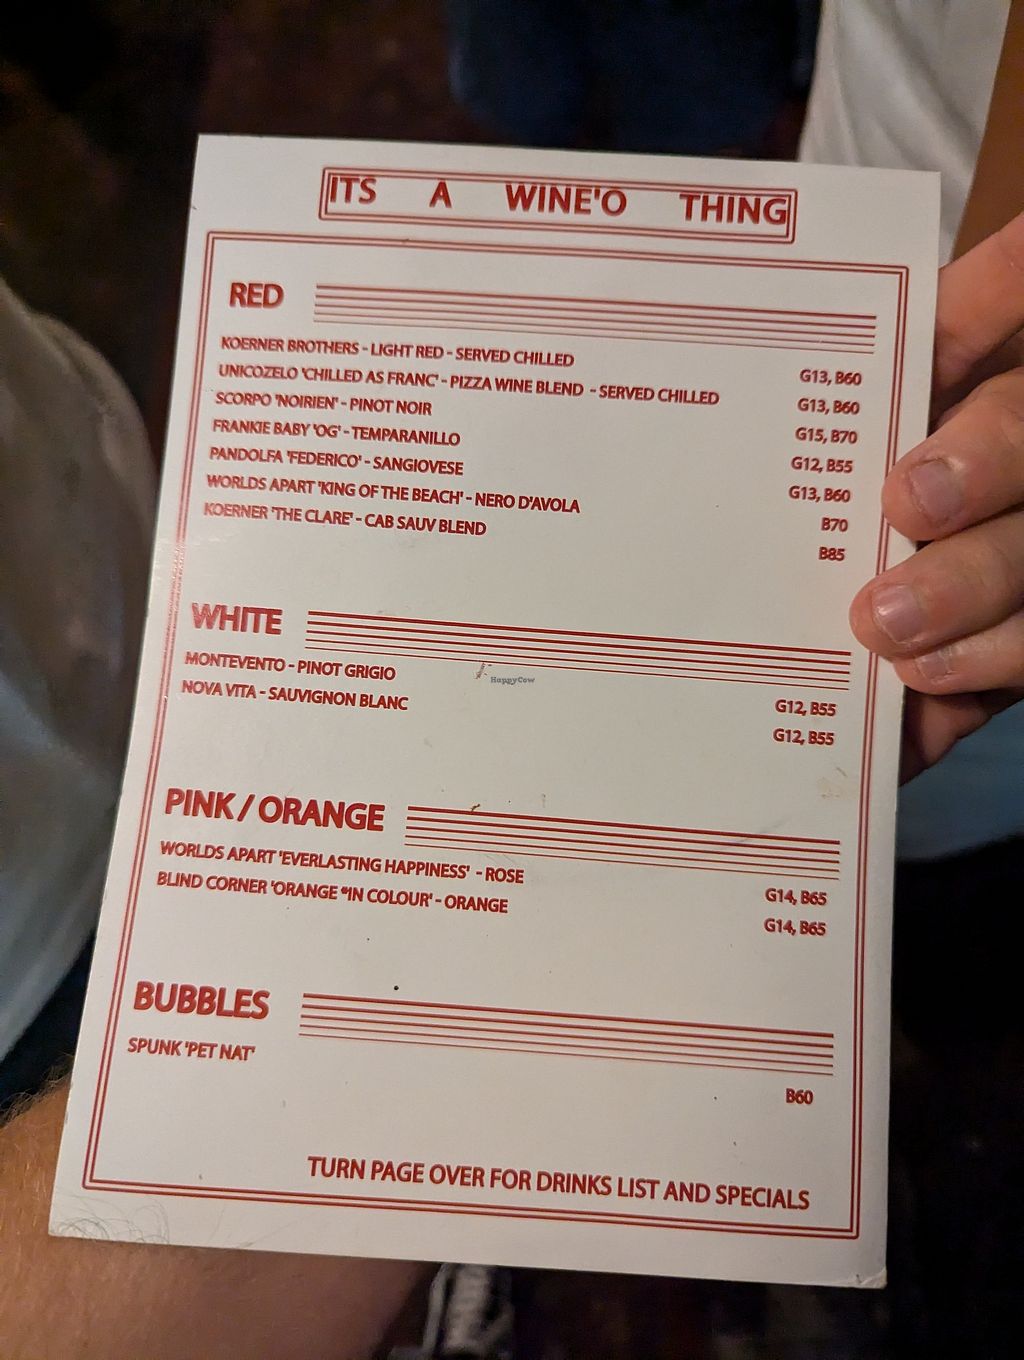 ITS A WINE'O THING
RED
KOERNER BROTHERS - LIGHT RED - SERVED CHILLED G13, B60
UNICOZELO 'CHILLED AS FRANC' - PIZZA WINE BLEND - SERVED CHILLED G13, B60
SCORPO 'NOIRIEN' - PINOT NOIR G15, B70
FRANKIE BABY 'OG' - TEMPARANILLO G12, B55
PANDOLFA 'FEDERICO' - SANGIOVESE G13, B60
WORLDS APART 'KING OF THE BEACH' - NERO D'AVOLA B70
KOERNER 'THE CLARE' - CAB SAUV BLEND B85
WHITE
MONTEVENTO - PINOT GRIGIO G12, B55
NOVA VITA - SAUVIGNON BLANC G12, B55
PINK / ORANGE
WORLDS APART 'EVERLASTING HAPPINESS' - ROSE G14, B65
BLIND CORNER 'ORANGE "IN COLOUR' - ORANGE G14, B65
BUBBLES
SPUNK 'PET NAT' B60
TURN PAGE OVER FOR DRINKS LIST AND SPECIALS
HappyCow